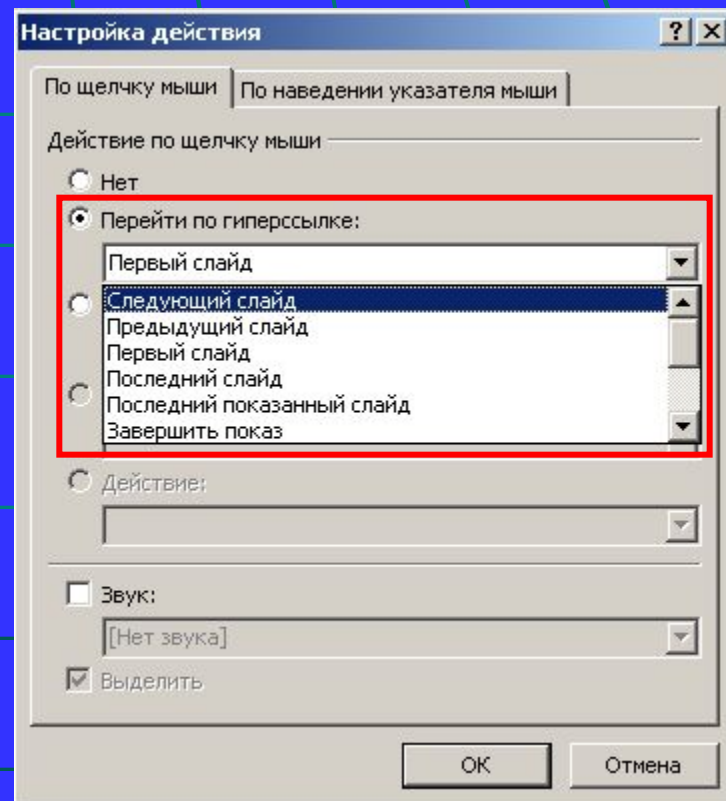 Настройка действия
По щелчку мыши
По наведении указателя мыши
Действие по щелчку мыши
Нет
Перейти по гиперссылке:
Первый слайд
Следующий слайд
Предыдущий слайд
Первый слайд
Последний слайд
Последний показанный слайд
Завершить показ
Действие:
Звук:
[Нет звука]
Выделить
ОК
Отмена